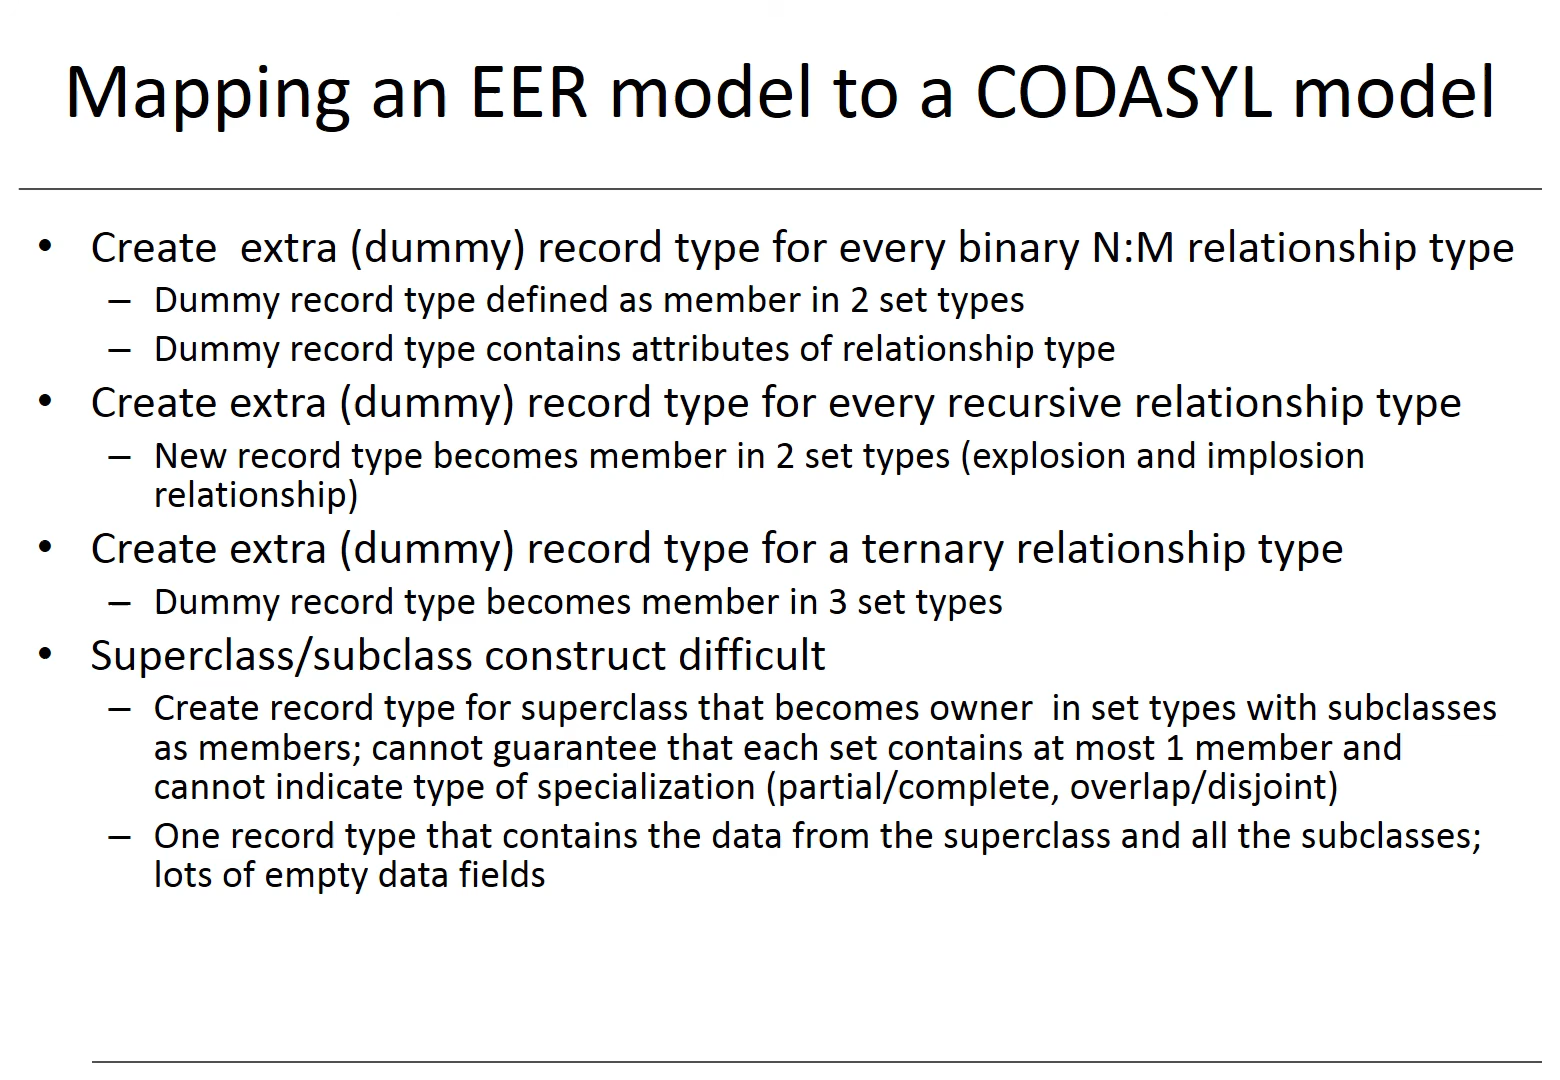 Mapping an EER model to a CODASYL model
• Create  extra (dummy) record type for every binary N:M relationship type
– Dummy record type defined as member in 2 set types
– Dummy record type contains attributes of relationship type
• Create extra (dummy) record type for every recursive relationship type
– New record type becomes member in 2 set types (explosion and implosion
relationship)
• Create extra (dummy) record type for a ternary relationship type
– Dummy record type becomes member in 3 set types
• Superclass/subclass construct difficult
– Create record type for superclass that becomes owner  in set types with subclasses
as members; cannot guarantee that each set contains at most 1 member and
cannot indicate type of specialization (partial/complete, overlap/disjoint)
– One record type that contains the data from the superclass and all the subclasses;
lots of empty data fields